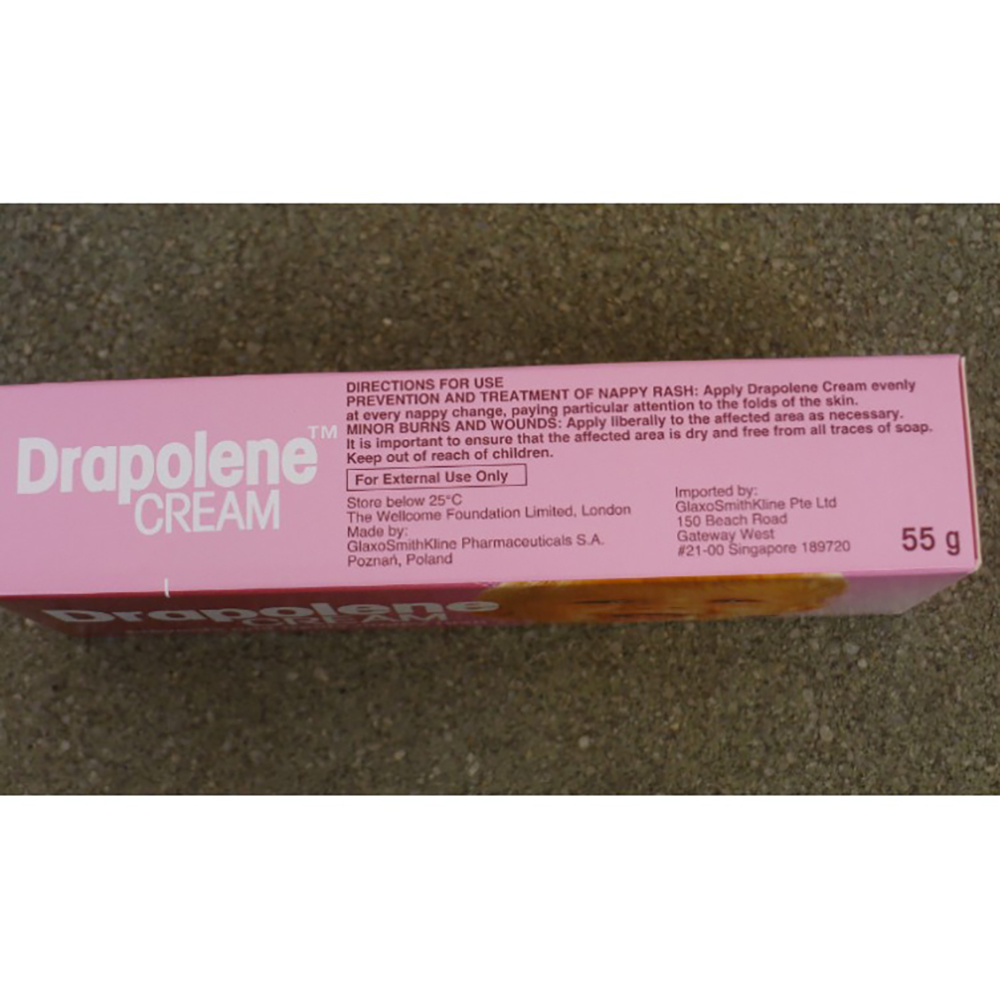 Drapolene™
CREAM
DIRECTIONS FOR USE
PREVENTION AND TREATMENT OF NAPPY RASH: Apply Drapolene Cream evenly
at every nappy change, paying particular attention to the folds of the skin.
MINOR BURNS AND WOUNDS: Apply liberally to the affected area as necessary.
It is important to ensure that the affected area is dry and free from all traces of soap.
Keep out of reach of children.
For External Use Only
Store below 25°C
The Wellcome Foundation Limited, London
Made by:
GlaxoSmithKline Pharmaceuticals S.A.
Poznań, Poland
Imported by:
GlaxoSmithKline Pte Ltd
150 Beach Road
Gateway West
#21-00 Singapore 189720
55 g
Drapolene
CREAM